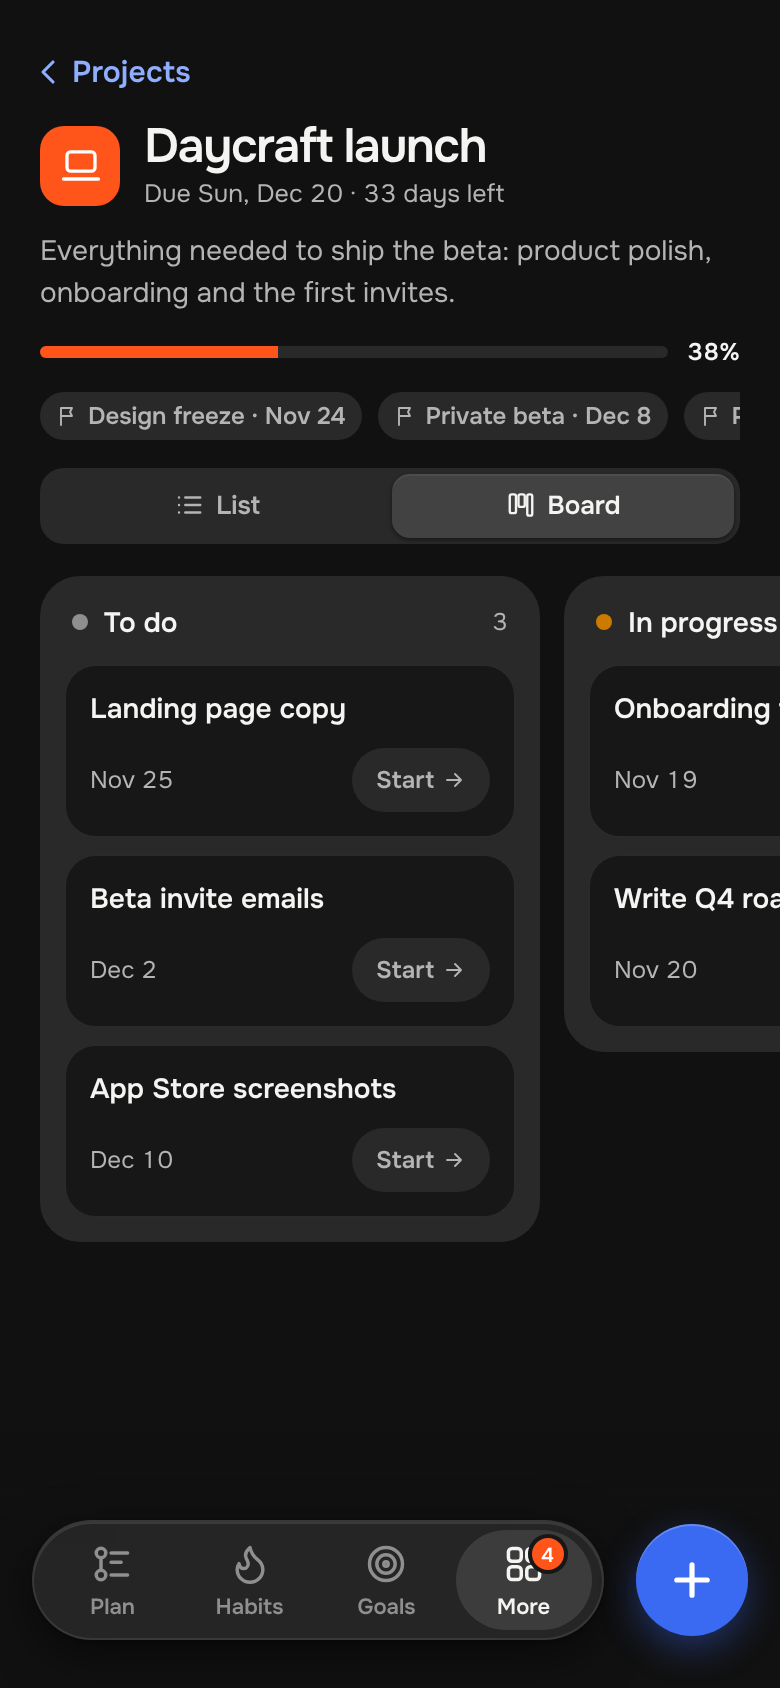 Projects
Daycraft launch
Due Sun, Dec 20 · 33 days left
Everything needed to ship the beta: product polish,
onboarding and the first invites.
38%
Design freeze · Nov 24
Private beta · Dec 8
List
Board
To do
3
Landing page copy
Nov 25
Start →
Beta invite emails
Dec 2
Start →
App Store screenshots
Dec 10
Start →
In progress
Onboarding
Nov 19
Write Q4
Nov 20
Plan
Habits
Goals
More
4